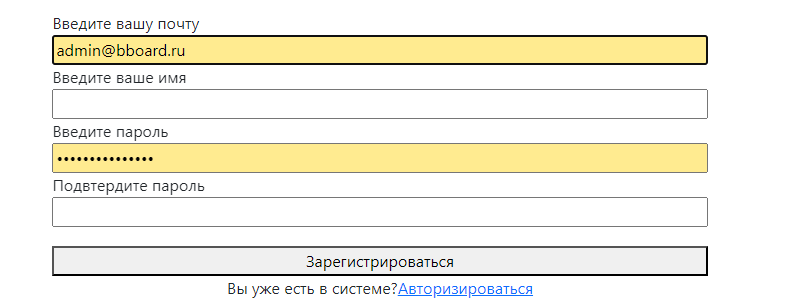 Введите вашу почту
admin@bboard.ru
Введите ваше имя
Введите пароль
•••••••••••••••
Подвтердите пароль
Зарегистрироваться
Вы уже есть в системе?Авторизироваться